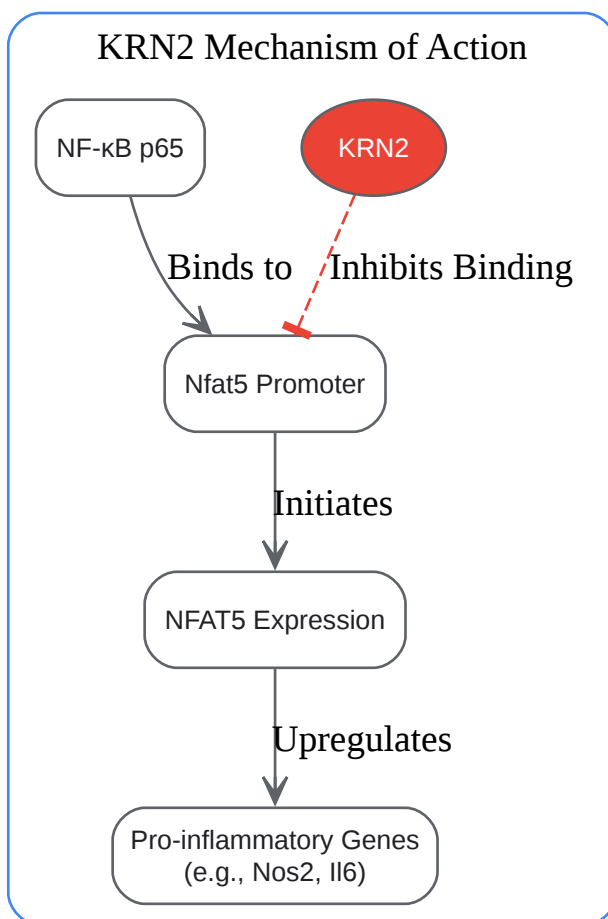 KRN2 Mechanism of Action
NF-κB p65
KRN2
Binds to
Inhibits Binding
Nfat5 Promoter
Initiates
NFAT5 Expression
Upregulates
Pro-inflammatory Genes
(e.g., Nos2, Il6)